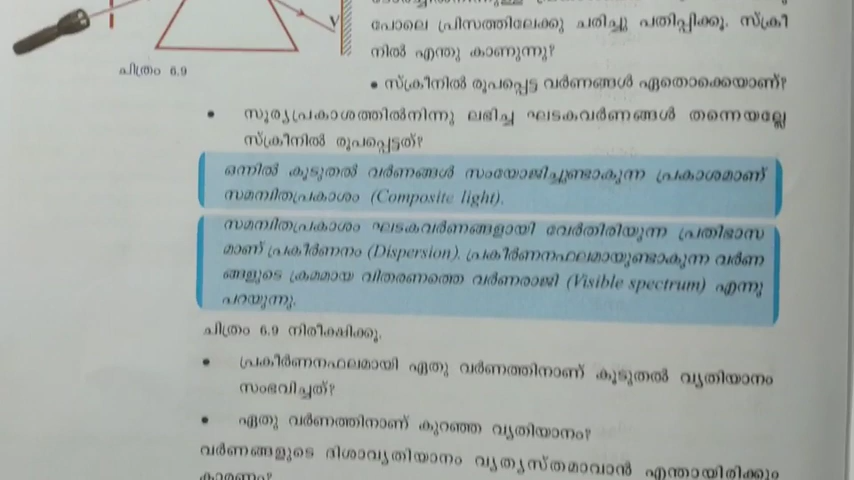 V
പോലെ പ്രിസത്തിലേക്കു ചരിച്ചു പതിപ്പിക്കൂ. സ്ക്രീ
നിൽ എന്തു കാണുന്നു?
ചിത്രം 6.9
• സ്ക്രീനിൽ രൂപപ്പെട്ട വർണങ്ങൾ ഏതൊക്കെയാണ്?
• സൂര്യപ്രകാശത്തിൽനിന്നു ലഭിച്ച ഘടകവർണങ്ങൾ തന്നെയല്ലേ
സ്ക്രീനിൽ രൂപപ്പെട്ടത്?
ഒന്നിൽ കൂടുതൽ വർണങ്ങൾ സംയോജിച്ചുണ്ടാകുന്ന പ്രകാശമാണ്
സമന്വിതപ്രകാശം (Composite light).
സമന്വിതപ്രകാശം ഘടകവർണങ്ങളായി വേർതിരിയുന്ന പ്രതിഭാസ
മാണ് പ്രകീർണനം (Dispersion). പ്രകീർണനഫലമായുണ്ടാകുന്ന വർണ
ങ്ങളുടെ ക്രമമായ വിതരണത്തെ വർണരാജി (Visible spectrum) എന്നു
പറയുന്നു.
ചിത്രം 6.9 നിരീക്ഷിക്കൂ.
• പ്രകീർണനഫലമായി ഏതു വർണത്തിനാണ് കൂടുതൽ വ്യതിയാനം
സംഭവിച്ചത്?
• ഏതു വർണത്തിനാണ് കുറഞ്ഞ വ്യതിയാനം?
വർണങ്ങളുടെ ദിശാവ്യതിയാനം വ്യത്യസ്തമാവാൻ എന്തായിരിക്കും
കാരണം?